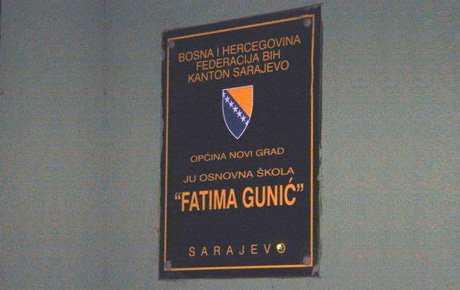 BOSNA I HERCEGOVINA
FEDERACIJA BIH
KANTON SARAJEVO
OPĆINA NOVI GRAD
JU OSNOVNA ŠKOLA
"FATIMA GUNIĆ"
SARAJEVO